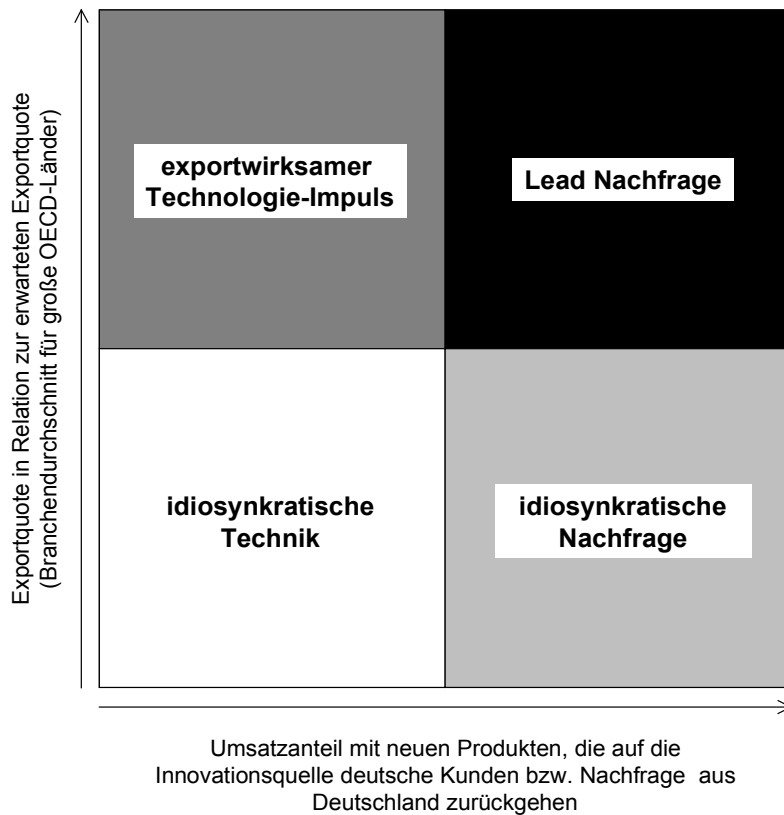 Exportquote in Relation zur erwarteten Exportquote
(Branchendurchschnitt für große OECD-Länder)
exportwirksamer
Technologie-Impuls
Lead Nachfrage
idiosynkratische
Technik
idiosynkratische
Nachfrage
Umsatzanteil mit neuen Produkten, die auf die
Innovationsquelle deutsche Kunden bzw. Nachfrage aus
Deutschland zurückgehen